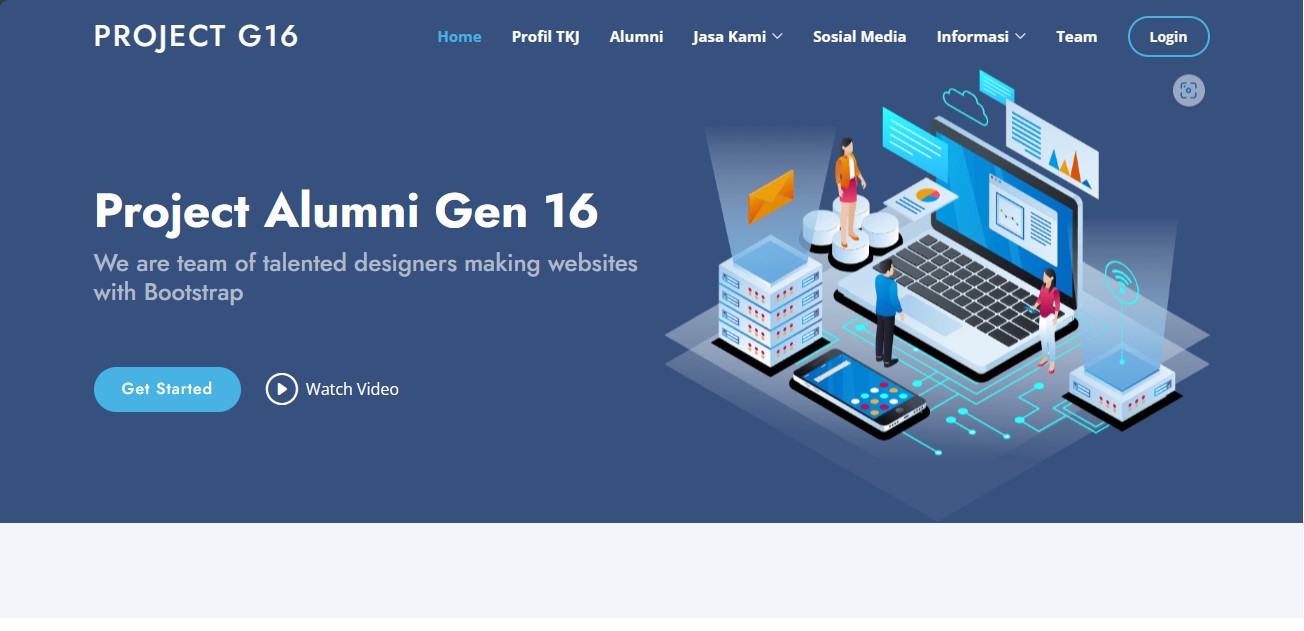 PROJECT G16
Home Profil TKJ Alumni Jasa Kami Sosial Media Informasi Team Login
Project Alumni Gen 16
We are team of talented designers making websites
with Bootstrap
Get Started Watch Video